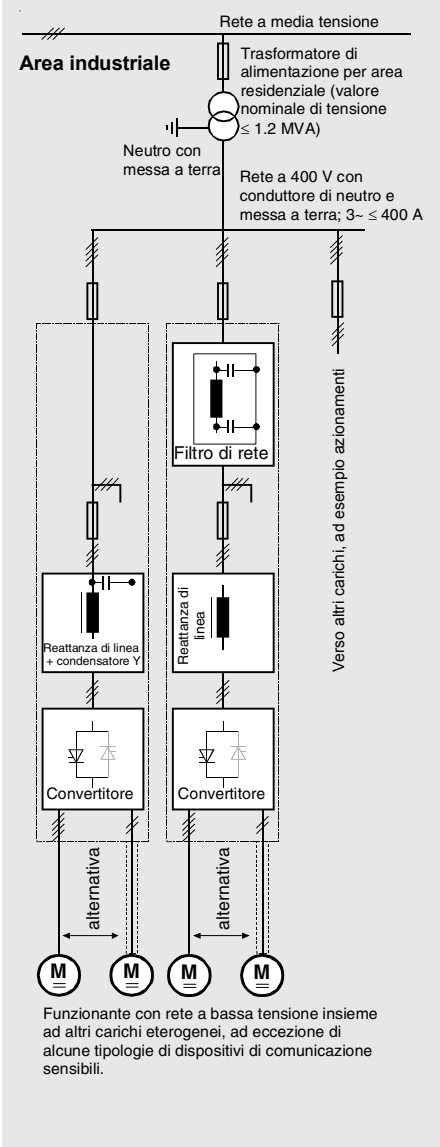 Rete a media tensione
Area industriale
Trasformatore di
alimentazione per area
residenziale (valore
nominale di tensione
≤ 1.2 MVA)
Neutro con
messa a terra
Rete a 400 V con
conduttore di neutro e
messa a terra; 3~ ≤ 400 A
Filtro di rete
Verso altri carichi, ad esempio azionamenti
Reattanza di linea
+ condensatore Y
Reattanza di
linea
Convertitore
Convertitore
alternativa
alternativa
M
M
M
M
Funzionante con rete a bassa tensione insieme
ad altri carichi eterogenei, ad eccezione di
alcune tipologie di dispositivi di comunicazione
sensibili.